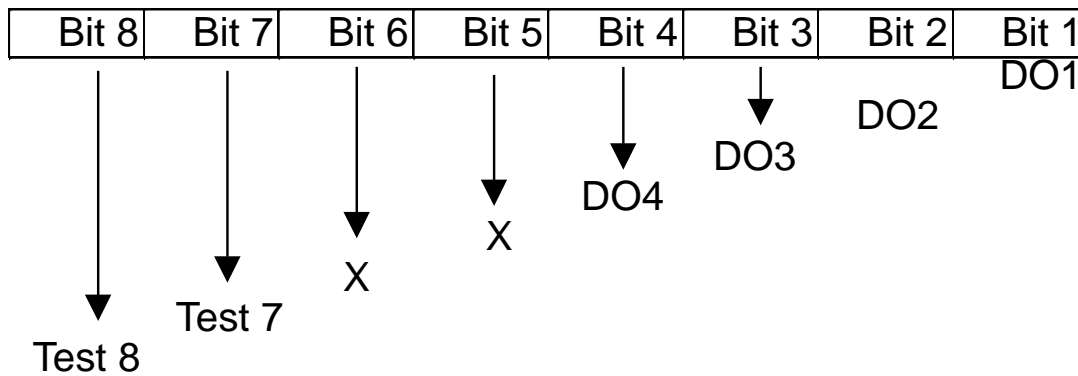 Bit 8 Bit 7 Bit 6 Bit 5 Bit 4 Bit 3 Bit 2 Bit 1
DO1
DO2
DO3
DO4
X
X
Test 7
Test 8